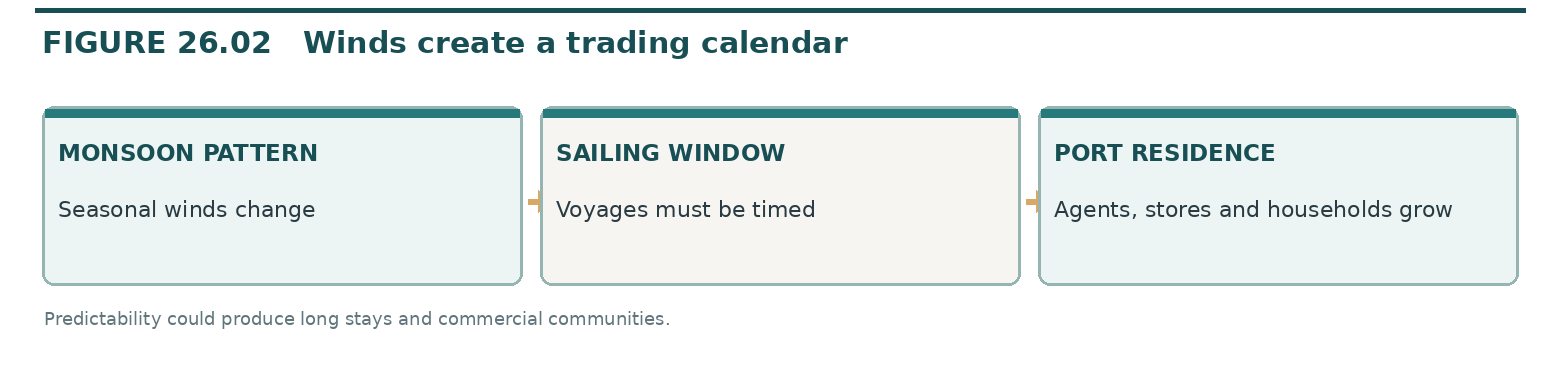 FIGURE 26.02 Winds create a trading calendar
MONSOON PATTERN
Seasonal winds change
SAILING WINDOW
Voyages must be timed
PORT RESIDENCE
Agents, stores and households grow
Predictability could produce long stays and commercial communities.